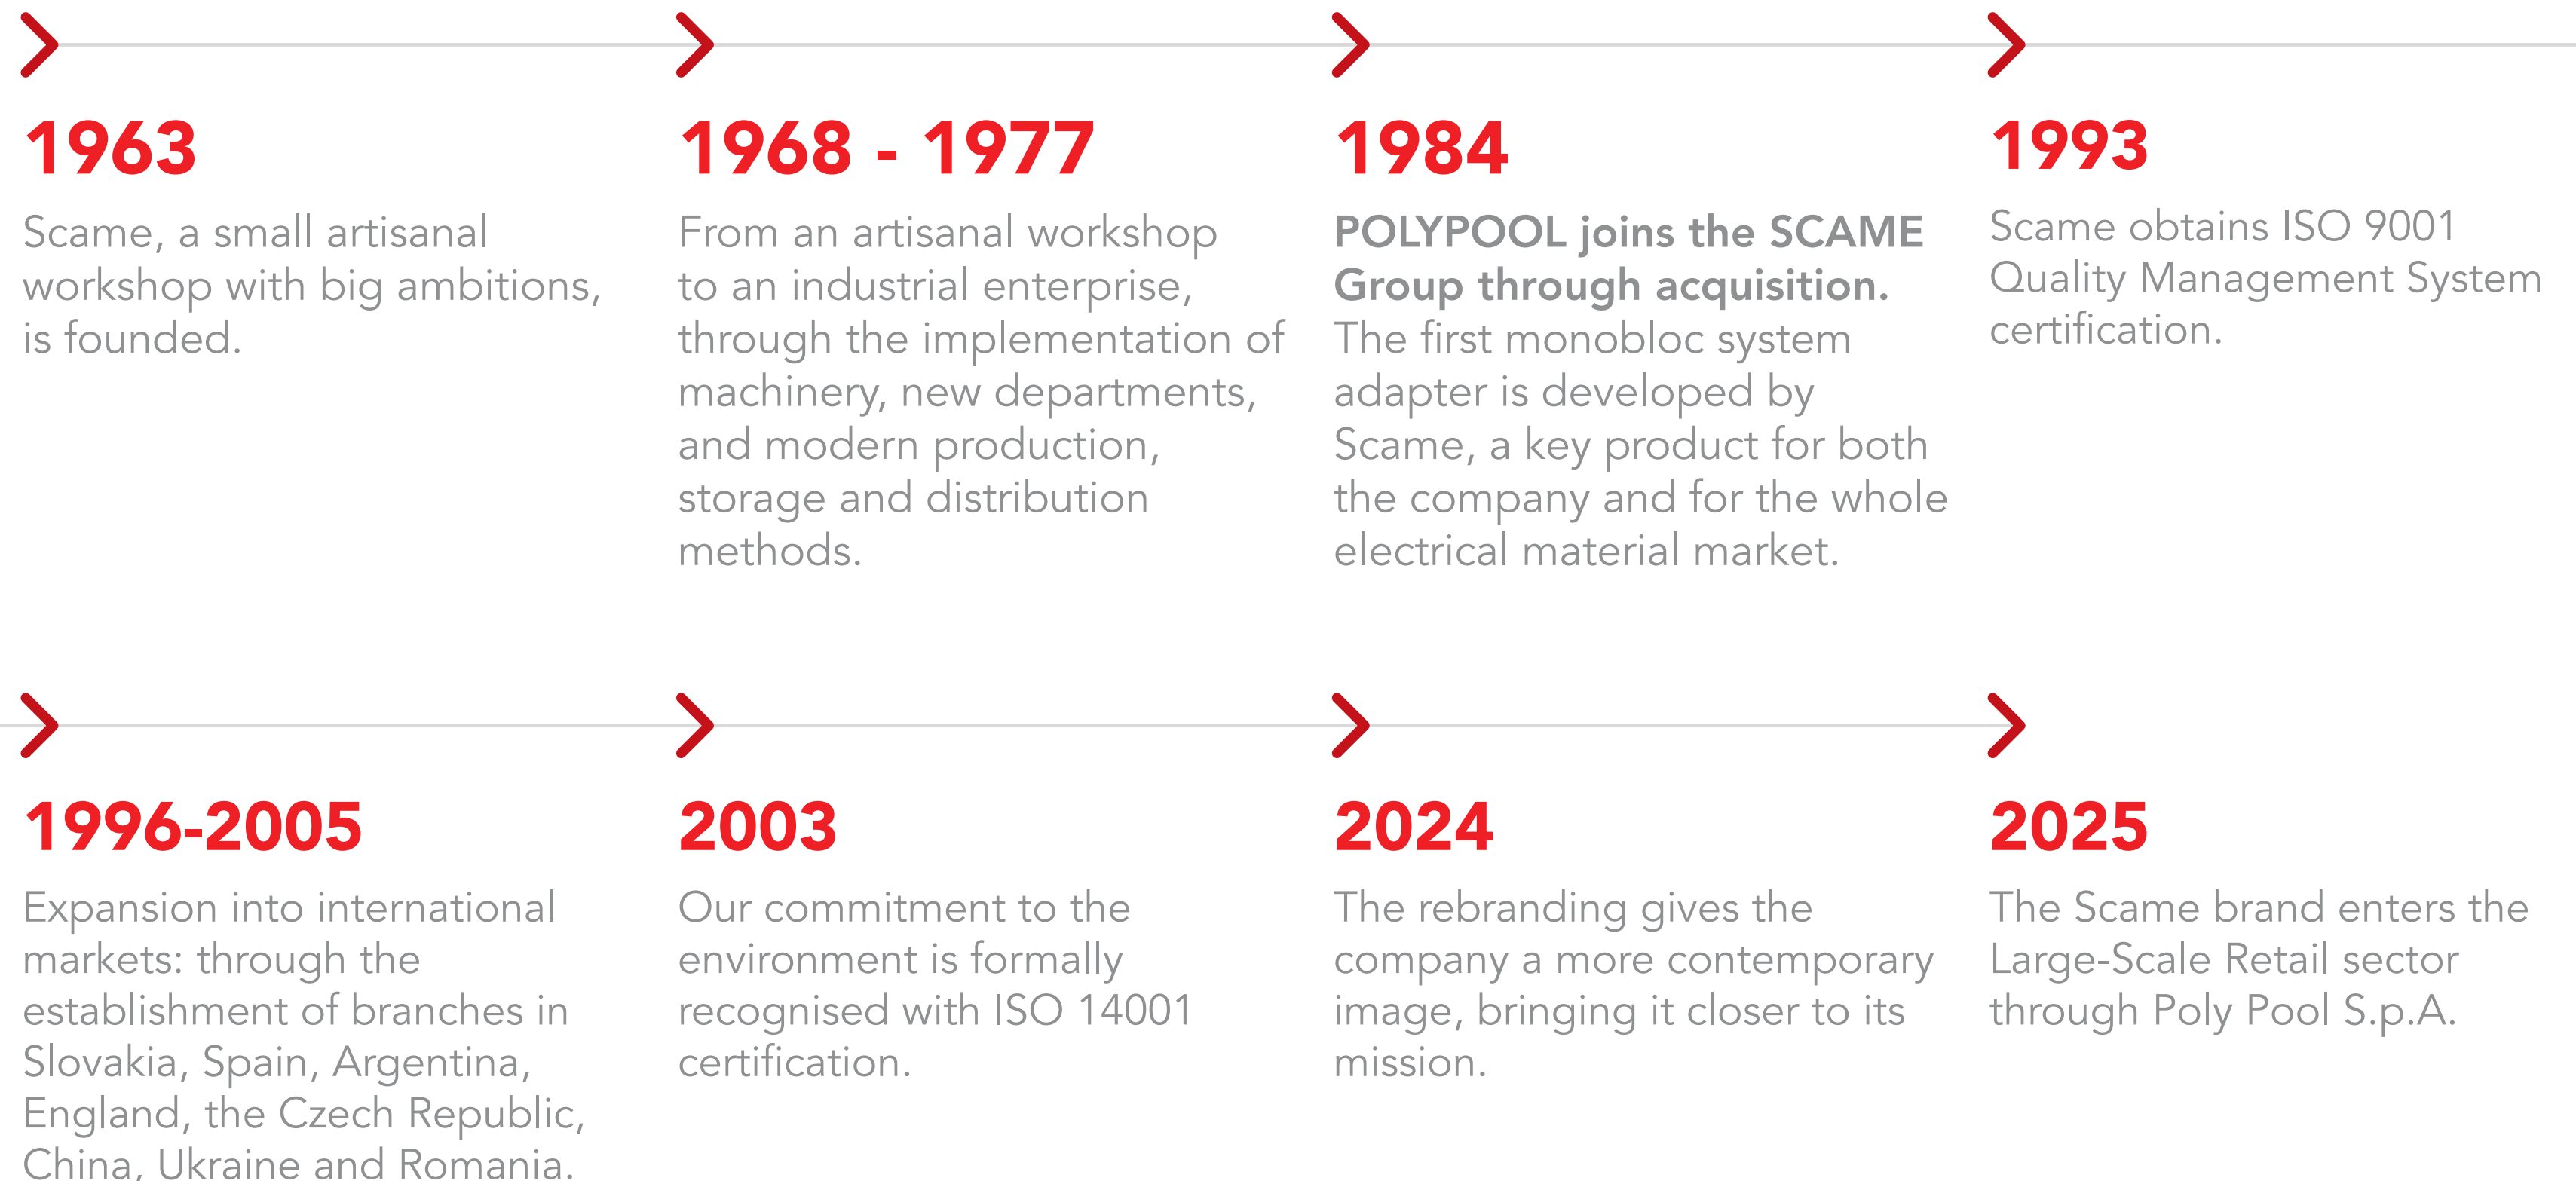 1963
Scame, a small artisanal
workshop with big ambitions,
is founded.
1968 - 1977
From an artisanal workshop
to an industrial enterprise,
through the implementation of
machinery, new departments,
and modern production,
storage and distribution
methods.
1984
POLYPOOL joins the SCAME
Group through acquisition.
The first monobloc system
adapter is developed by
Scame, a key product for both
the company and for the whole
electrical material market.
1993
Scame obtains ISO 9001
Quality Management System
certification.
1996-2005
Expansion into international
markets: through the
establishment of branches in
Slovakia, Spain, Argentina,
England, the Czech Republic,
China, Ukraine and Romania.
2003
Our commitment to the
environment is formally
recognised with ISO 14001
certification.
2024
The rebranding gives the
company a more contemporary
image, bringing it closer to its
mission.
2025
The Scame brand enters the
Large-Scale Retail sector
through Poly Pool S.p.A.